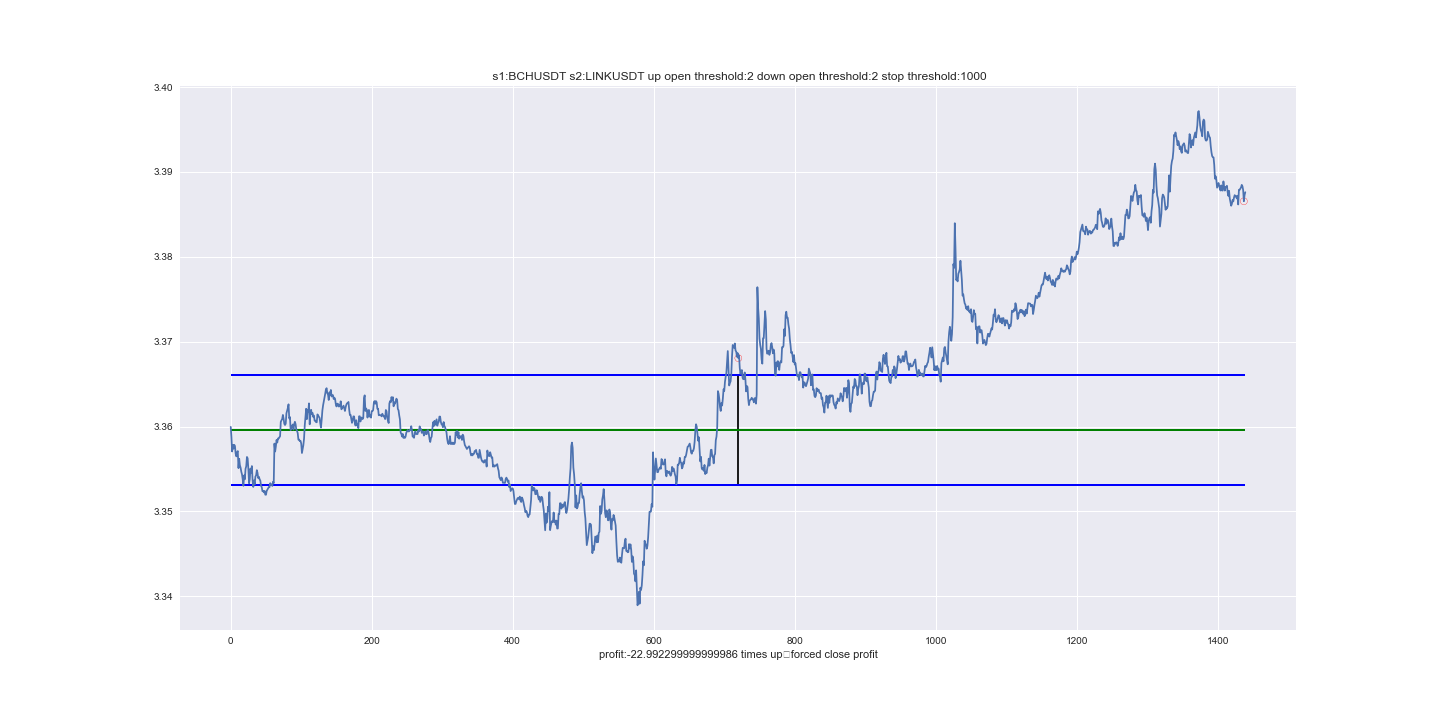 s1:BCHUSDT s2:LINKUSDT up open threshold:2 down open threshold:2 stop threshold:1000
3.40
3.39
3.38
3.37
3.36
3.35
3.34
0 200 400 600 800 1000 1200 1400
profit:-22.992299999999986 times up□forced close profit